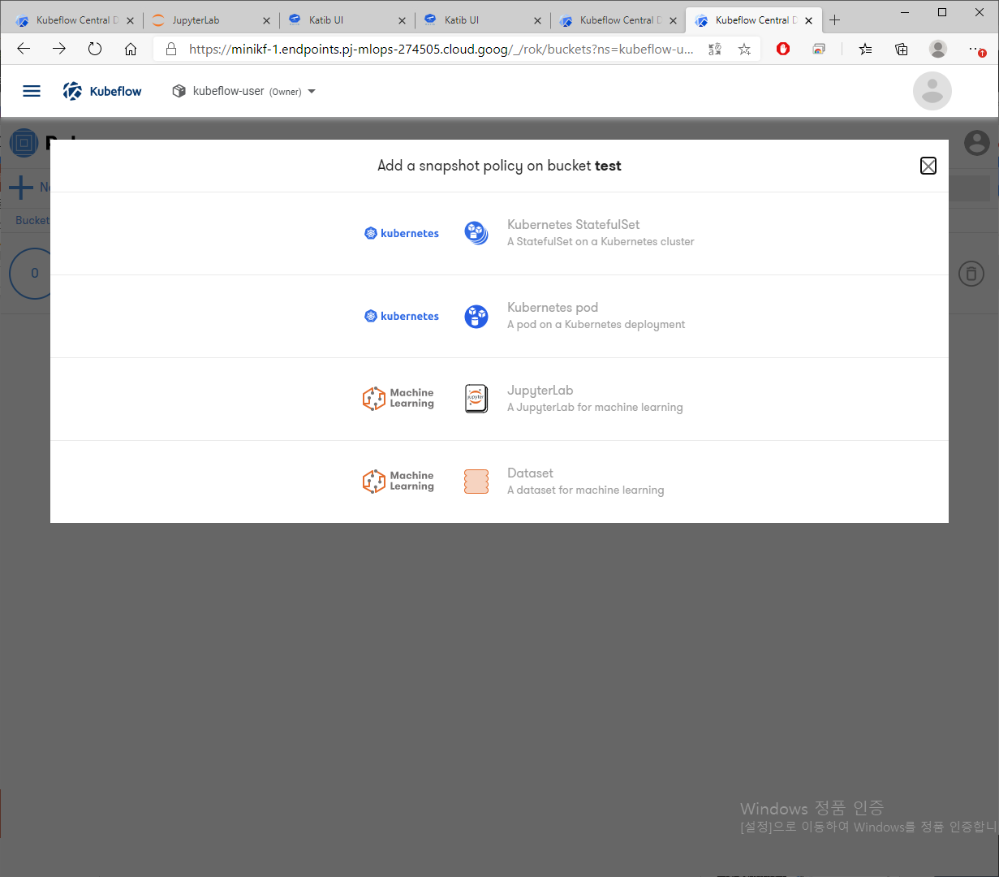 Kubeflow Central D
JupyterLab
Katib UI
Katib UI
Kubeflow Central D
Kubeflow Central D
https://minikf-1.endpoints.pj-mlops-274505.cloud.goog/_/rok/buckets?ns=kubeflow-u...
Kubeflow
kubeflow-user (Owner)
Add a snapshot policy on bucket test
Bucket
0
kubernetes
Kubernetes StatefulSet
A StatefulSet on a Kubernetes cluster
kubernetes
Kubernetes pod
A pod on a Kubernetes deployment
Machine
Learning
jupyter
JupyterLab
A JupyterLab for machine learning
Machine
Learning
Dataset
A dataset for machine learning
Windows 정품 인증
[설정]으로 이동하여 Windows를 정품 인증합니